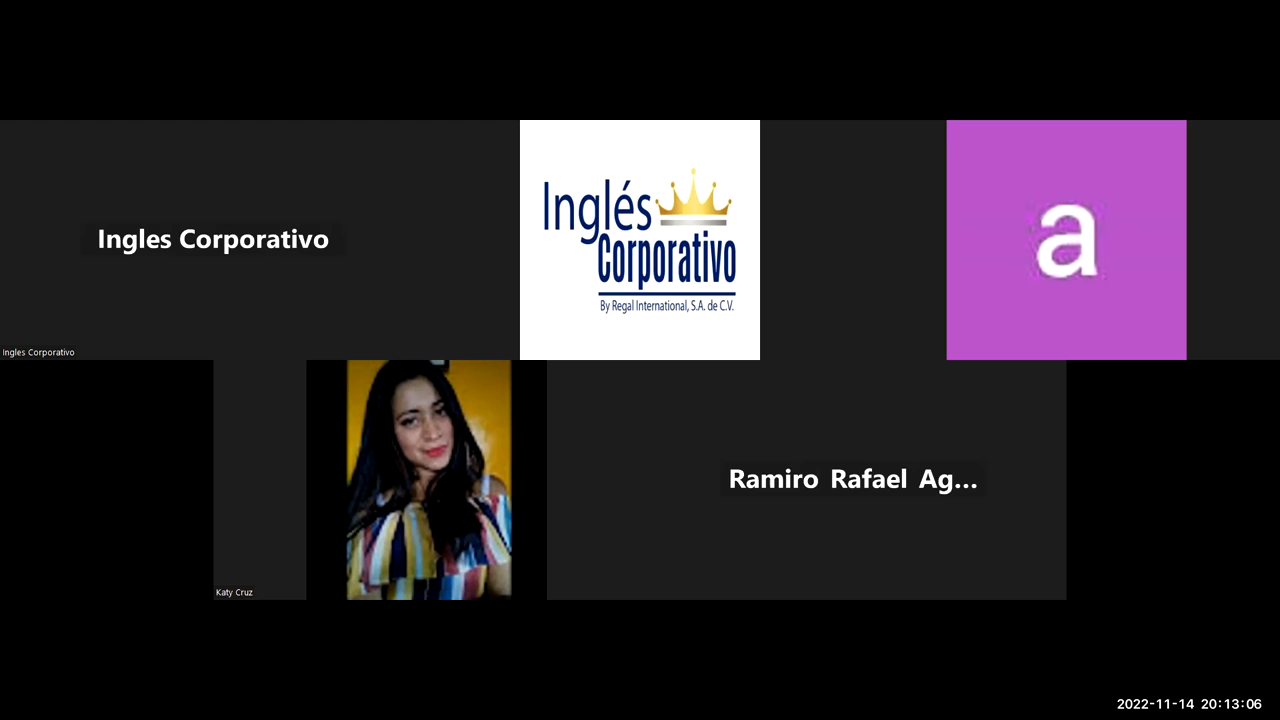 Ingles Corporativo
Inglés
Corporativo
By Regal International, S.A. de C.V.
a
Ingles Corporativo
Ramiro Rafael Ag...
Katy Cruz
2022-11-14 20:13:06